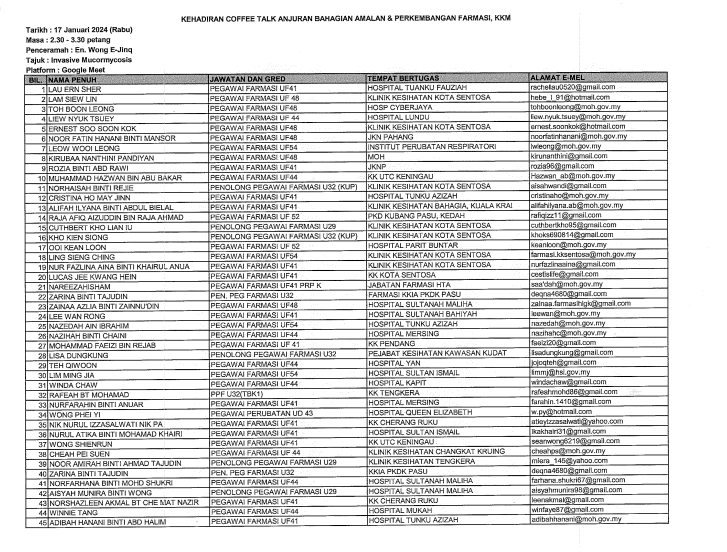 KEHADIRAN COFFEE TALK ANJURAN BAHAGIAN AMALAN & PERKEMBANGAN FARMASI, KKM
Tarikh : 17 Januari 2024 (Rabu)
Masa : 2.30 - 3.30 petang
Penceramah : En. Wong E-Jinq
Tajuk : Invasive Mucormycosis
Platform : Google Meet
BIL. NAMA PENUH JAWATAN DAN GRED TEMPAT BERTUGAS ALAMAT E-MEL
1 LAU ERN SHER PEGAWAI FARMASI UF41 HOSPITAL TUANKU FAUZIAH rachellau0520@gmail.com
2 LAM SIEW LIN PEGAWAI FARMASI UF 48 KLINIK KESIHATAN KOTA SENTOSA hebe_l_91@hotmail.com
3 TOH BOON LEONG PEGAWAI FARMASI UF48 HOSP CYBERJAYA tohboonleong@moh.gov.my
4 LIEW NYUK TSUEY PEGAWAI FARMASI UF 44 HOSPITAL LUNDU liew.nyuk.tsuey@moh.gov.my
5 ERNEST SOO SOON KOK PEGAWAI FARMASI UF48 KLINIK KESIHATAN KOTA SENTOSA ernest.soonkok@hotmail.com
6 NOOR FATIN HANANI BINTI MANSOR PEGAWAI FARMASI UF48 JKN PAHANG noorfatinhanani@moh.gov.my
7 LEOW WOOI LEONG PEGAWAI FARMASI UF54 INSTITUT PERUBATAN RESPIRATORI lwleong@moh.gov.my
8 KIRUBAA NANTHINI PANDIYAN PEGAWAI FARMASI UF48 MOH kirunanthini@gmail.com
9 ROZIA BINTI ABD RAWI PEGAWAI FARMASI UF41 JKNP rozia96@gmail.com
10 MUHAMMAD HAZWAN BIN ABU BAKAR PEGAWAI FARMASI UF44 KK UTC KENINGAU Hazwan_ab@moh.gov.my
11 NORHAISAH BINTI REJIE PENOLONG PEGAWAI FARMASI U32 (KUP) KLINIK KESIHATAN KOTA SENTOSA aisahwandi@gmail.com
12 CRISTINA HO MAY JINN PEGAWAI FARMASI UF41 HOSPITAL TUNKU AZIZAH cristinaho@moh.gov.my
13 ALIFAH ILYANA BINTI ABDUL BIELAL PEGAWAI FARMASI UF41 KLINIK KESIHATAN BAHAGIA, KUALA KRAI alifahilyana.ab@moh.gov.my
14 RAJA AFIQ AIZUDDIN BIN RAJA AHMAD PEGAWAI FARMASI UF 52 PKD KUBANG PASU, KEDAH rafiqizz11@gmail.com
15 CUTHBERT KHO LIAN IU PENOLONG PEGAWAI FARMASI U29 KLINIK KESIHATAN KOTA SENTOSA cuthbertkho95@gmail.com
16 KHO KIEN SIONG PENOLONG PEGAWAI FARMASI U32 (KUP) KLINIK KESIHATAN KOTA SENTOSA khoks690814@gmail.com
17 OOI KEAN LOON PEGAWAI FARMASI UF 52 HOSPITAL PARIT BUNTAR keanloon@moh.gov.my
18 LING SIENG CHING PEGAWAI FARMASI UF54 KLINIK KESIHATAN KOTA SENTOSA farmasi.kksentosa@moh.gov.my
19 NUR FAZLINA AINA BINTI KHAIRUL ANUA PEGAWAI FARMASI UF41 KLINIK KESIHATAN KOTA SENTOSA nurfazlinaaina@gmail.com
20 LUCAS JEE KWANG HEIN PEGAWAI FARMASI UF41 KK KOTA SENTOSA cestlslife@gmail.com
21 NAREEZAHISHAM PEGAWAI FARMASI UF41 PRP K JABATAN FARMASI HTA saa'dah@moh.gov.my
22 ZARINA BINTI TAJUDIN PEN. PEG FARMASI U32 FARMASI KKIA PKDK PASU deqna4680@gmail.com
23 ZAINAA AZLIA BINTI ZAINNU'DIN PEGAWAI FARMASI UF48 HOSPITAL SULTANAH MALIHA zainaa.farmasihigk@gmail.com
24 LEE WAN RONG PEGAWAI FARMASI UF48 HOSPITAL SULTANAH BAHIYAH leewan@moh.gov.my
25 NAZEDAH AIN IBRAHIM PEGAWAI FARMASI UF54 HOSPITAL TUNKU AZIZAH nazedah@moh.gov.my
26 NAZIHAH BINTI CHAINI PEGAWAI FARMASI UF44 HOSPITAL MERSING nazihahc@moh.gov.my
27 MOHAMMAD FAEIZI BIN REJAB PEGAWAI FARMASI UF 41 KK PENDANG faeizi20@gmail.com
28 LISA DUNGKUNG PENOLONG PEGAWAI FARMASI U32 PEJABAT KESIHATAN KAWASAN KUDAT lisadungkung@gmail.com
29 TEH QIWOON PEGAWAI FARMASI UF44 HOSPITAL YAN jojoqteh@gmail.com
30 LIM MING JIA PEGAWAI FARMASI UF54 HOSPITAL SULTAN ISMAIL limmj@hsi.gov.my
31 WINDA CHAW PEGAWAI FARMASI UF48 HOSPITAL KAPIT windachaw@gmail.com
32 RAFEAH BT MOHAMAD PPF U32(TBK1) KK TENGKERA rafeahmohd86@gmail.com
33 NURFARAHIN BINTI ANUAR PEGAWAI FARMASI UF41 HOSPITAL MERSING farahin.1410@gmail.com
34 WONG PHEI YI PEGAWAI PERUBATAN UD 43 HOSPITAL QUEEN ELIZABETH w.py@hotmail.com
35 NIK NURUL IZZASALWATI NIK PA PEGAWAI FARMASI UF41 KK CHERANG RUKU atleyizzasalwati@yahoo.com
36 NURUL ATIKA BINTI MOHAMAD KHAIRI PEGAWAI FARMASI UF41 HOSPITAL SULTAN ISMAIL tkakhairi31@gmail.com
37 WONG SHIENRUN PEGAWAI FARMASI UF41 KK UTC KENINGAU seanwong6219@gmail.com
38 CHEAH PEI SUEN PEGAWAI FARMASI UF 44 KLINIK KESIHATAN CHANGKAT KRUING cheahps@moh.gov.my
39 NOOR AMIRAH BINTI AHMAD TAJUDIN PENOLONG PEGAWAI FARMASI U29 KLINIK KESIHATAN TENGKERA miera_145@yahoo.com
40 ZARINA BINTI TAJUDIN PEN. PEG FARMASI U32 KKIA PKDK PASU deqna4680@gmail.com
41 NORFARHANA BINTI MOHD SHUKRI PEGAWAI FARMASI UF44 HOSPITAL SULTANAH MALIHA farhana.shukri67@gmail.com
42 AISYAH MUNIRA BINTI WONG PENOLONG PEGAWAI FARMASI U29 HOSPITAL SULTANAH MALIHA aisyahmunira98@gmail.com
43 NORSHAZLEEN AKMAL BT CHE MAT NAZIR PEGAWAI FARMASI UF41 KK CHERANG RUKU leenakmal@gmail.com
44 WINNIE TANG PEGAWAI FARMASI UF44 HOSPITAL MUKAH winfaye87@gmail.com
45 ADIBAH HANANI BINTI ABD HALIM PEGAWAI FARMASI UF41 HOSPITAL TUNKU AZIZAH adibahhanani@moh.gov.my